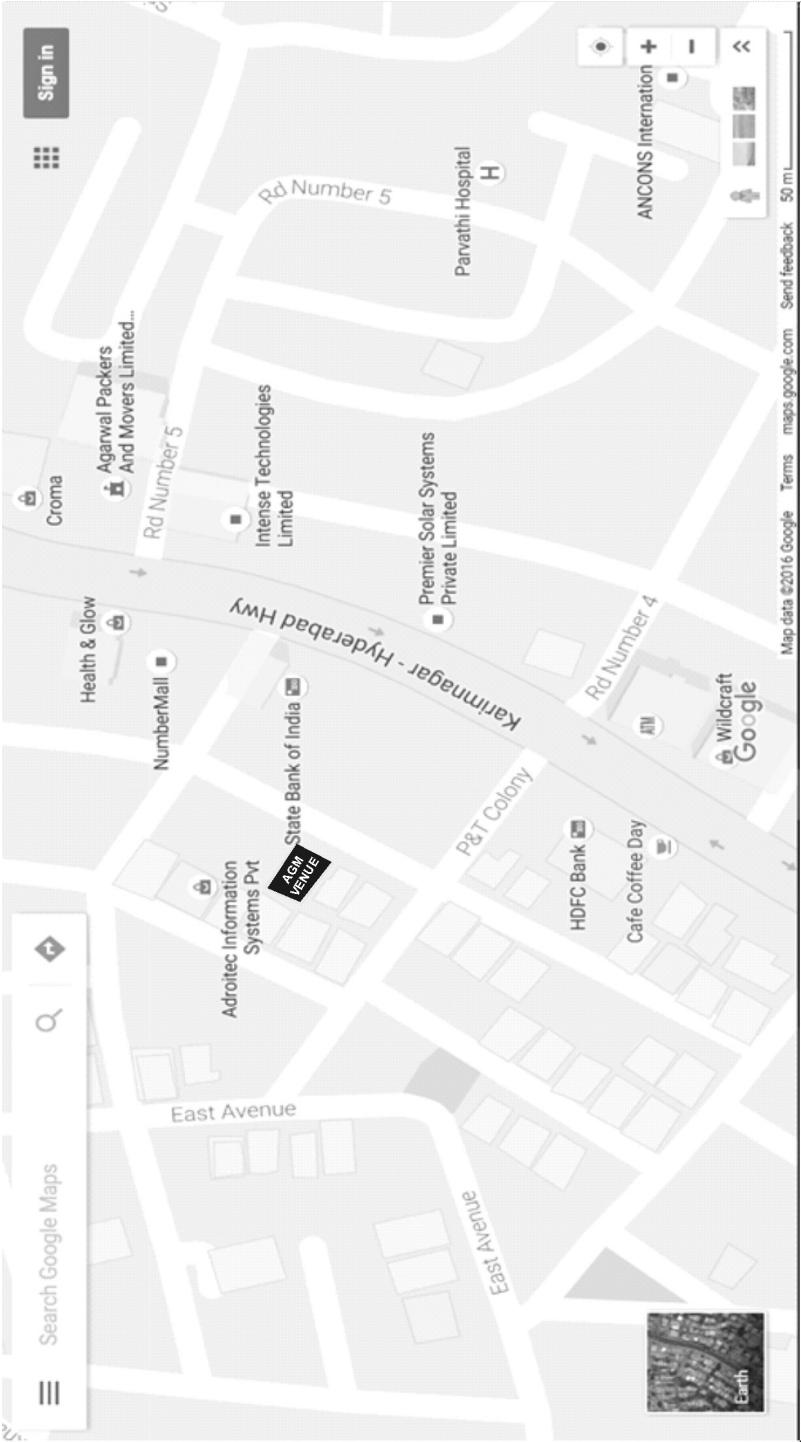 Search Google Maps
Sign in
Croma
Health & Glow
NumberMall
Agarwal Packers
And Movers Limited...
Rd Number 5
Rd Number 5
Adroitec Information
Systems Pvt
East Avenue
AGM
VENUE
State Bank of India
Karimnagar - Hyderabad Hwy
Intense Technologies
Limited
Premier Solar Systems
Private Limited
Parvathi Hospital
H
P&T Colony
East Avenue
HDFC Bank
Cafe Coffee Day
Rd Number 4
ATM
Wildcraft
Google
ANCONS Internation
Earth
Map data ©2016 Google
Terms
maps.google.com
Send feedback
50 m